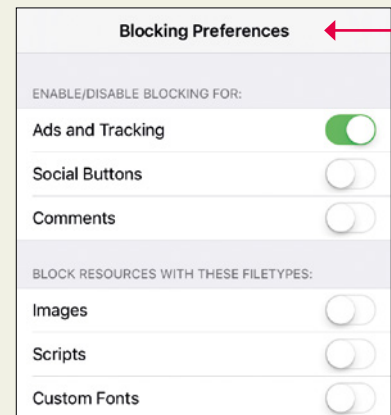 Blocking Preferences
ENABLE/DISABLE BLOCKING FOR:
Ads and Tracking
Social Buttons
Comments
BLOCK RESOURCES WITH THESE FILETYPES:
Images
Scripts
Custom Fonts